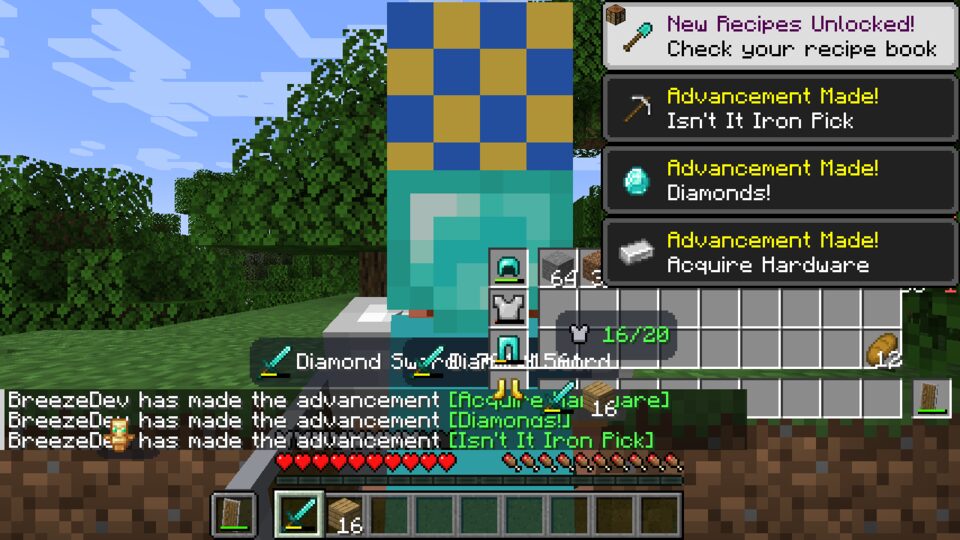 New Recipes Unlocked!
Check your recipe book
Advancement Made!
Isn't It Iron Pick
Advancement Made!
Diamonds!
Advancement Made!
Acquire Hardware
64
16/20
12
Diamond Sword
BreezeDev has made the advancement [Acquire Hardware]
16
BreezeDev has made the advancement [Diamonds!]
BreezeDev has made the advancement [Isn't It Iron Pick]
16